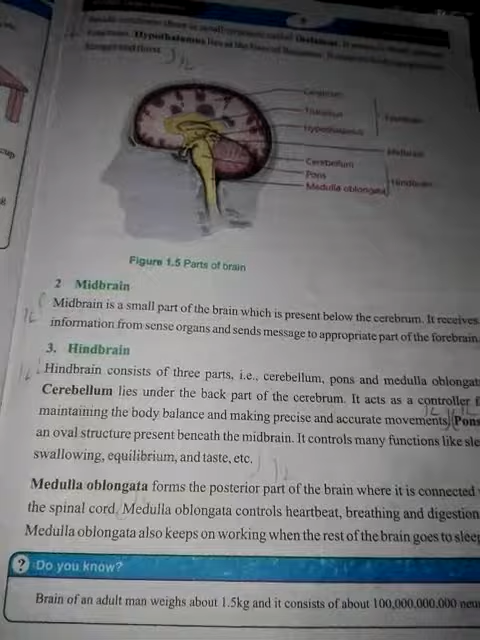 Hypothalamus lies at the
Cerebrum
Thalamus
Hypothalamus
Forebrain
Midbrain
Cerebellum
Pons
Medulla oblongata
Hindbrain
Figure 1.5 Parts of brain
2 Midbrain
Midbrain is a small part of the brain which is present below the cerebrum. It receives
information from sense organs and sends message to appropriate part of the forebrain.
3. Hindbrain
Hindbrain consists of three parts, i.e., cerebellum, pons and medulla oblongat
Cerebellum lies under the back part of the cerebrum. It acts as a controller f
maintaining the body balance and making precise and accurate movements. Pons
an oval structure present beneath the midbrain. It controls many functions like sle
swallowing, equilibrium, and taste, etc.
Medulla oblongata forms the posterior part of the brain where it is connected
the spinal cord. Medulla oblongata controls heartbeat, breathing and digestion
Medulla oblongata also keeps on working when the rest of the brain goes to sleep
? Do you know?
Brain of an adult man weighs about 1.5kg and it consists of about 100,000,000,000 neu
cup